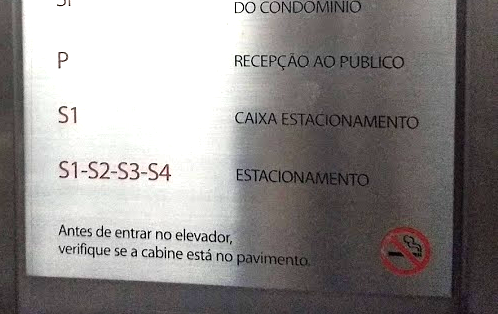 DO CONDOMÍNIO
P RECEPÇÃO AO PÚBLICO
S1 CAIXA ESTACIONAMENTO
S1-S2-S3-S4 ESTACIONAMENTO
Antes de entrar no elevador,
verifique se a cabine está no pavimento.